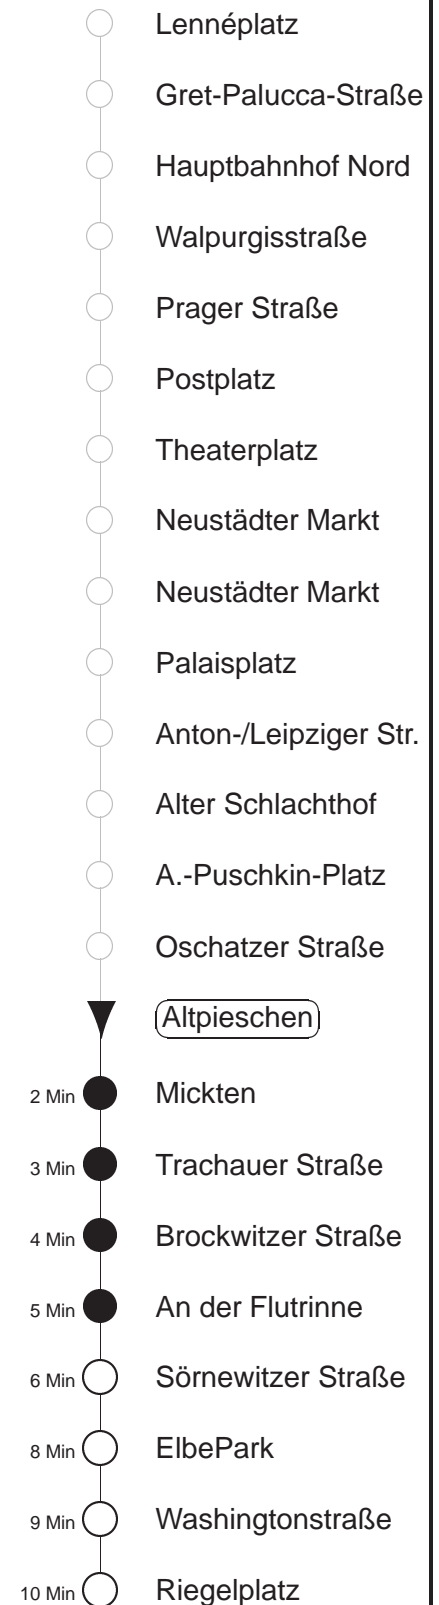 Lennéplatz
Gret-Palucca-Straße
Hauptbahnhof Nord
Walpurgisstraße
Prager Straße
Postplatz
Theaterplatz
Neustädter Markt
Neustädter Markt
Palaisplatz
Anton-/Leipziger Str.
Alter Schlachthof
A.-Puschkin-Platz
Oschatzer Straße
Altpieschen
2 Min Mickten
3 Min Trachauer Straße
4 Min Brockwitzer Straße
5 Min An der Flutrinne
6 Min Sörnewitzer Straße
8 Min ElbePark
9 Min Washingtonstraße
10 Min Riegelplatz